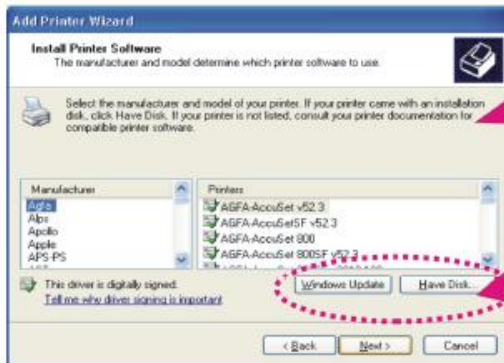 Add Printer Wizard
Install Printer Software
The manufacturer and model determine which printer software to use.
Select the manufacturer and model of your printer. If your printer came with an installation
disk, click Have Disk. If your printer is not listed, consult your printer documentation for
compatible printer software.
Manufacturer
Agfa
Alps
Apollo
Apple
APS-PS
Printers
AGFA-AccuSet v52.3
AGFA-AccuSetSF v52.3
AGFA-AccuSet 800
AGFA-AccuSet 800SF v52.3
This driver is digitally signed.
Tell me why driver signing is important
Windows Update
Have Disk...
< Back
Next >
Cancel